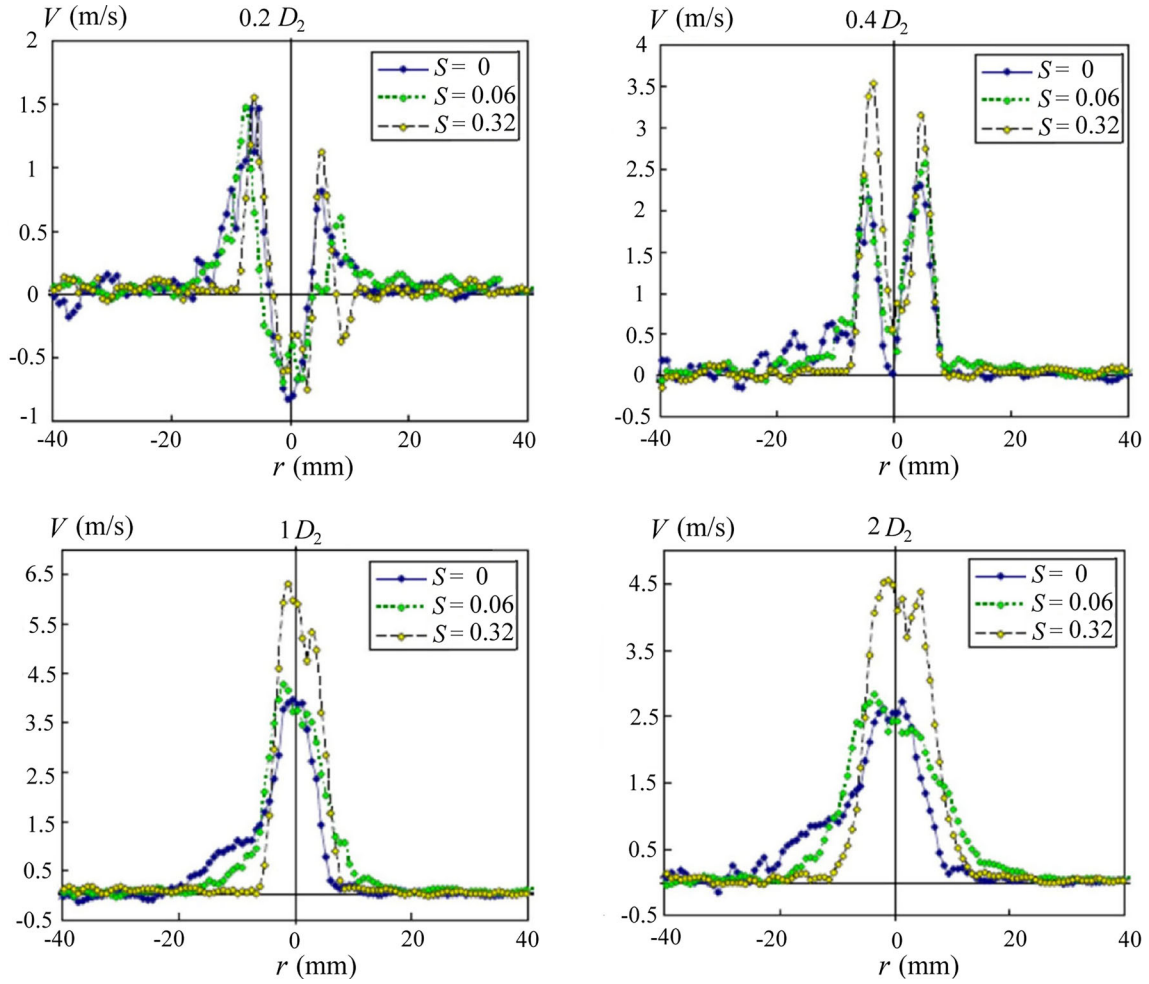 V (m/s) 0.2 D₂
2
1.5
1
0.5
0
-0.5
-1
S = 0
S = 0.06
S = 0.32
-40 -20 0 20 40
r (mm)
V (m/s) 0.4 D₂
4
3.5
3
2.5
2
1.5
1
0.5
0
-0.5
S = 0
S = 0.06
S = 0.32
-40 -20 0 20 40
r (mm)
V (m/s) 1 D₂
6.5
5.5
4.5
3.5
2.5
1.5
0.5
-0.5
S = 0
S = 0.06
S = 0.32
-40 -20 0 20 40
r (mm)
V (m/s) 2 D₂
4.5
3.5
2.5
1.5
0.5
-0.5
S = 0
S = 0.06
S = 0.32
-40 -20 0 20 40
r (mm)